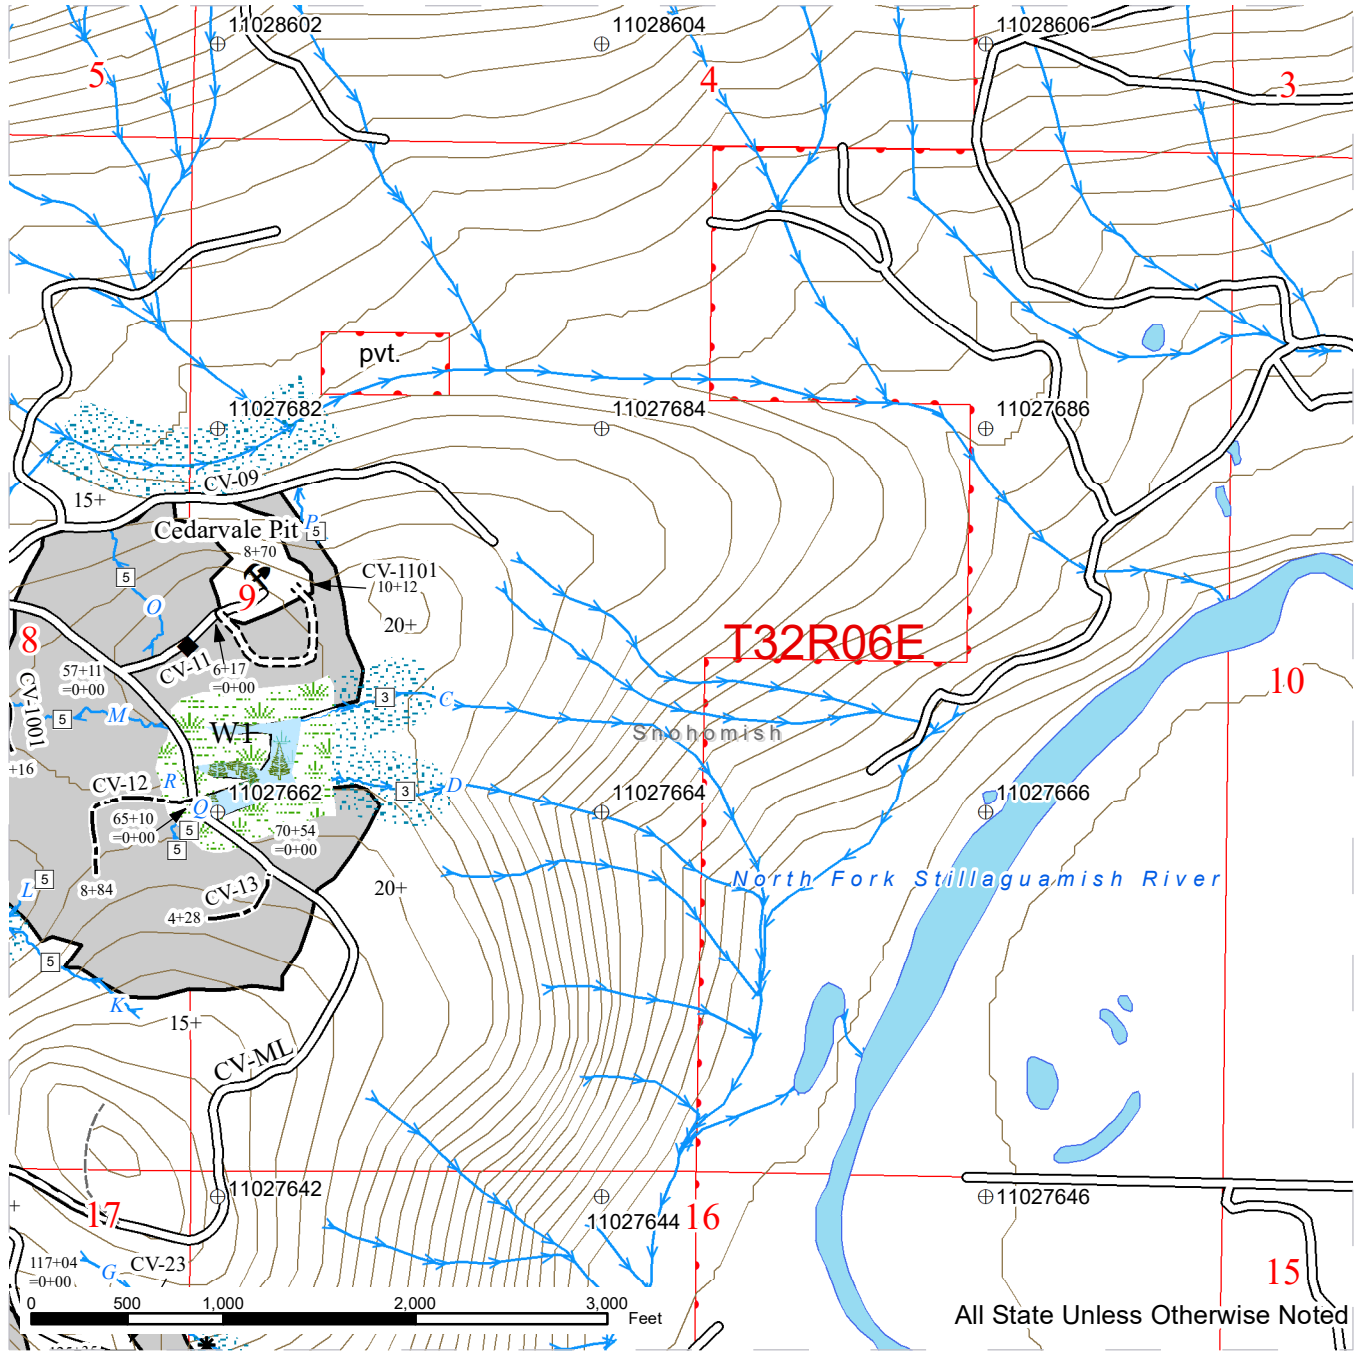 11028602
11028604
11028606
5
4
3
pvt.
11027682
11027684
11027686
CV-09
15+
P
5
Cedarvale Pit
8+70
CV-1101
10+12
5
O
9
20+
8
T32R06E
CV-11
57+11
=0+00
6+17
=0+00
10
CV-1001
5
M
3
C
W1
Snohomish
+16
CV-12
R
Q
11027662
3
D
11027664
11027666
65+10
=0+00
5
5
70+54
=0+00
5
L
8+84
CV-13
4+28
20+
North Fork Stillaguamish River
5
K
15+
CV-ML
11027642
11027644
11027646
17
16
15
+
117+04
=0+00
G
CV-23
0 500 1,000 2,000 3,000
Feet
All State Unless Otherwise Noted